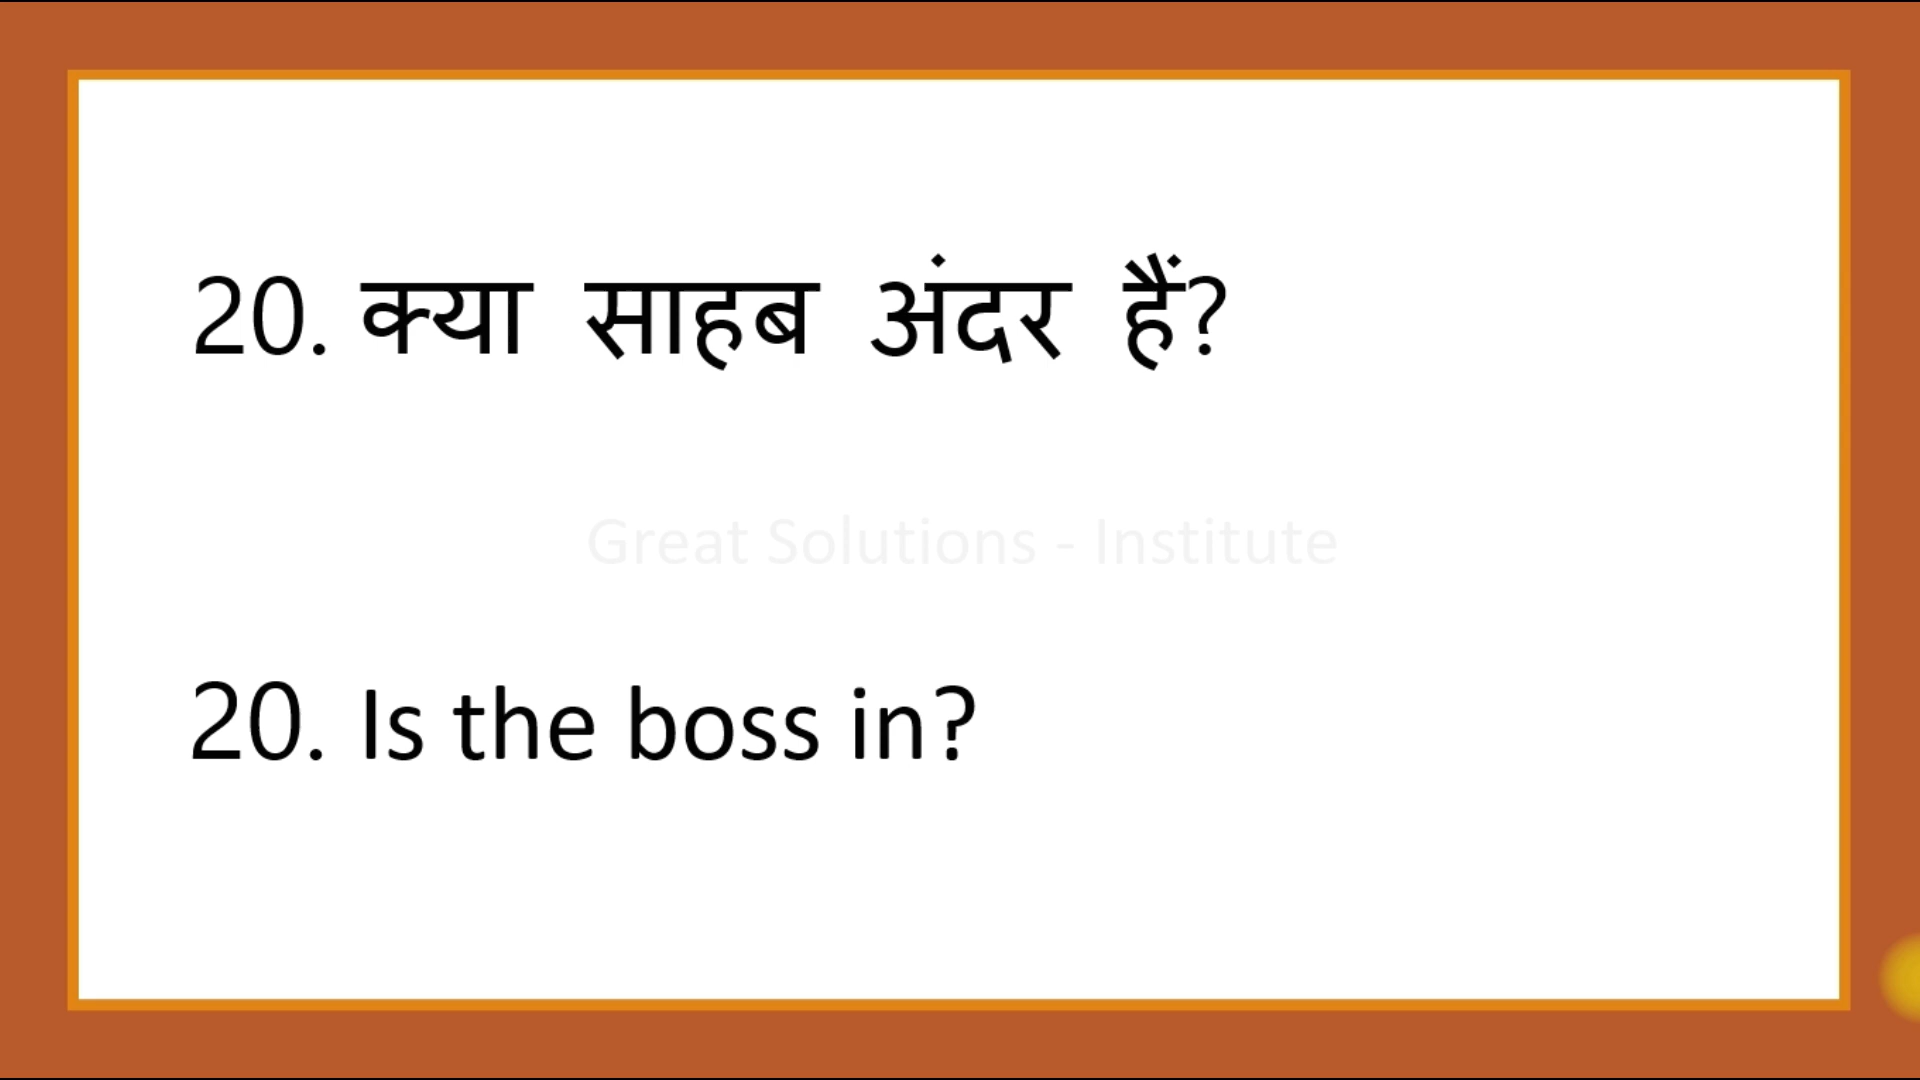 20. क्या साहब अंदर हैं?
Great Solutions - Institute
20. Is the boss in?